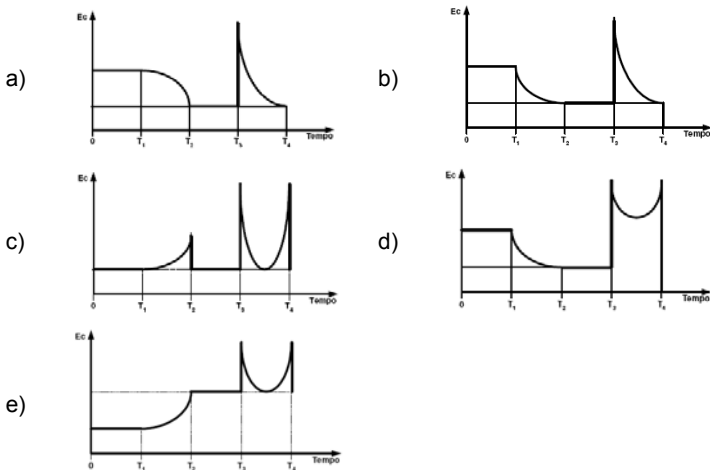 a)
Ec
0
T₁
T₂
T₃
T₄
Tempo
b)
Ec
0
T₁
T₂
T₃
T₄
Tempo
c)
Ec
0
T₁
T₂
T₃
T₄
Tempo
d)
Ec
0
T₁
T₂
T₃
T₄
Tempo
e)
Ec
0
T₁
T₂
T₃
T₄
Tempo